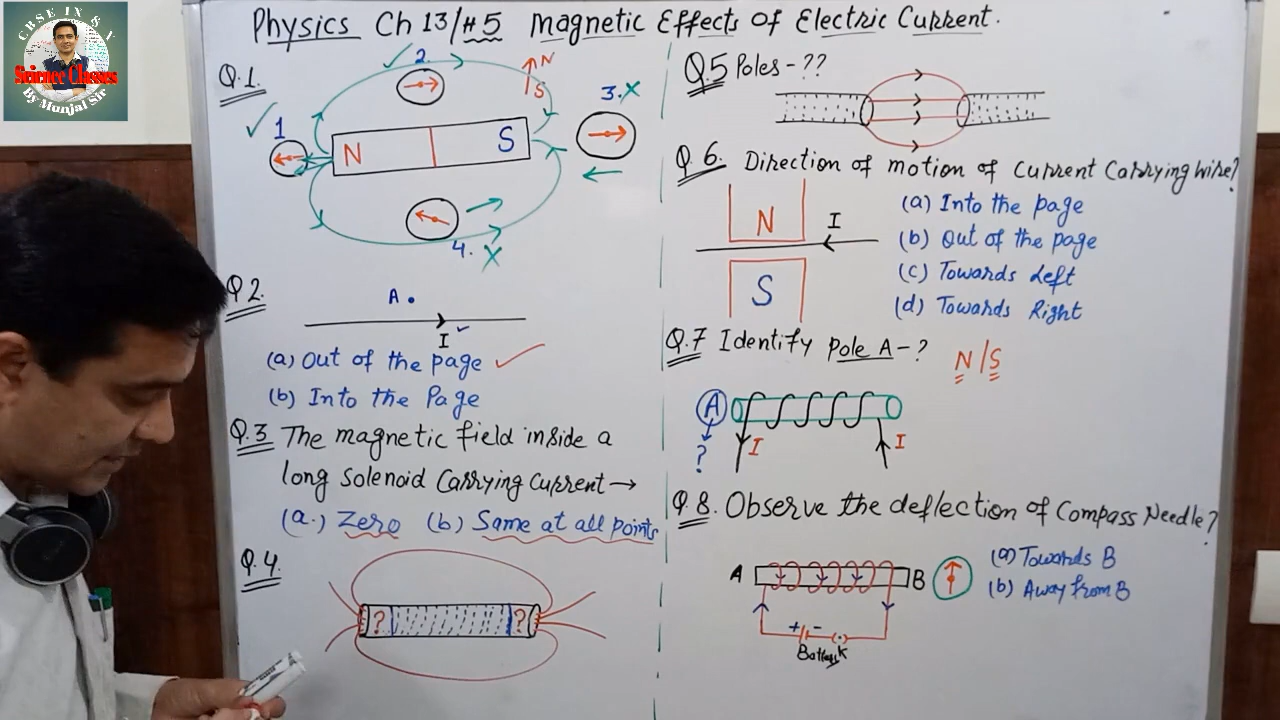 CBSE IX & X
Science Classes
By Munjal Sir
Physics Ch 13/#5 Magnetic Effects of Electric Current.
Q.1.
1
2.
N
S
3. X
N S
4. X
Q 2.
A .
I
(a) Out of the page
(b) Into the Page
Q.3 The magnetic field inside a
long solenoid Carrying Current →
(a.) Zero (b) Same at all points
Q.4
? ?
Q.5 Poles - ??
Q.6. Direction of motion of Current Carrying Wire?
N
I
S
(a) Into the page
(b) Out of the page
(c) Towards Left
(d) Towards Right
Q.7 Identify Pole A - ?
N/S
A
?
I I
Q.8. Observe the deflection of Compass Needle?
A B
+ -
Battery K
(a) Towards B
(b) Away from B